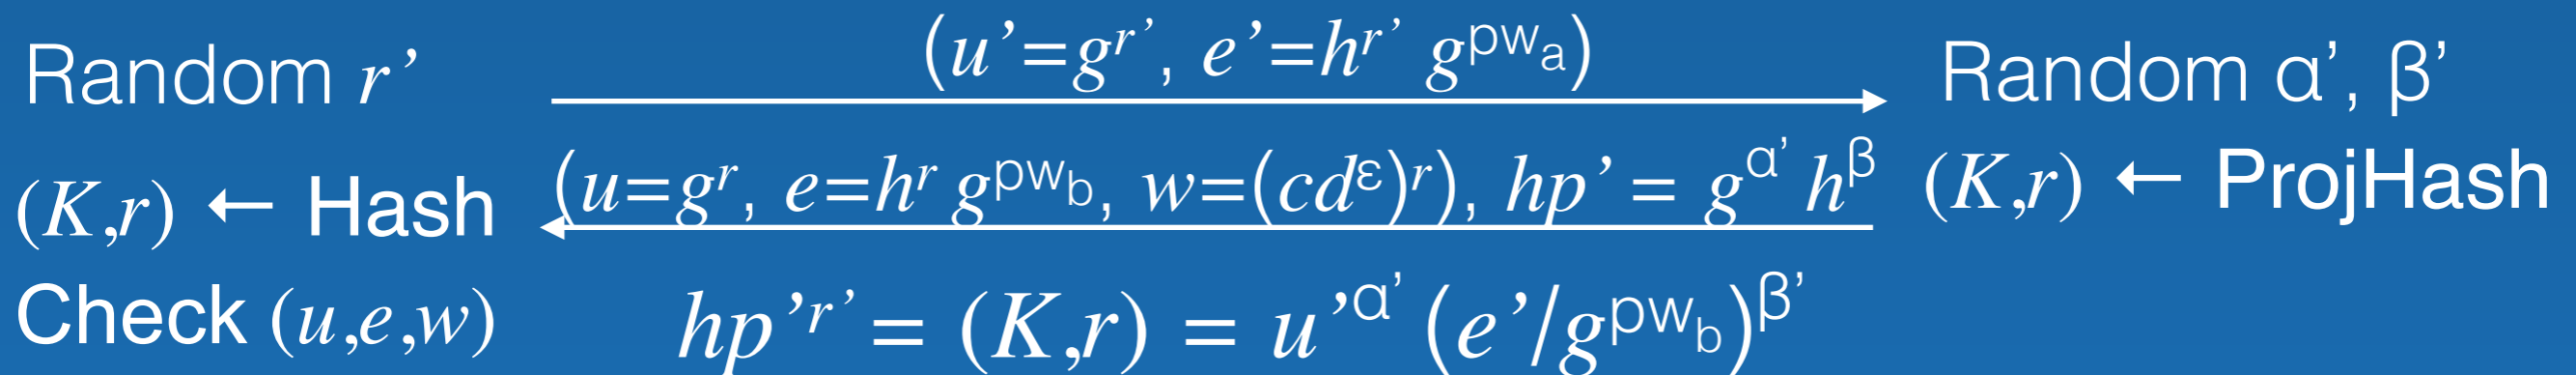 Random r’ (u’=g^r’, e’=h^r’ g^pw_a) Random α’, β’
(K,r) ← Hash (u=g^r, e=h^r g^pw_b, w=(cd^ε)^r), hp’ = g^α’ h^β (K,r) ← ProjHash
Check (u,e,w) hp’^r’ = (K,r) = u’^α’ (e’/g^pw_b)^β’